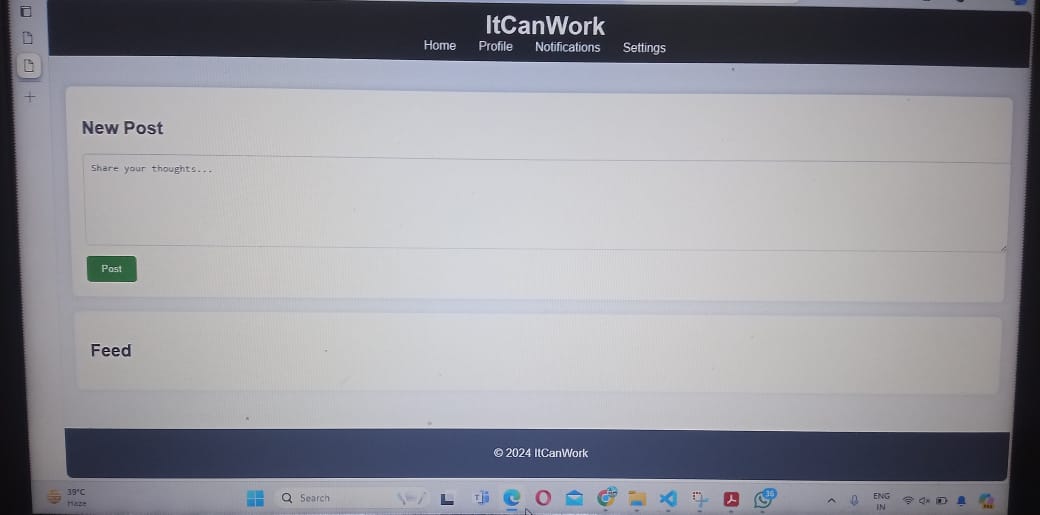 ItCanWork
Home Profile Notifications Settings
New Post
Share your thoughts...
Post
Feed
© 2024 ItCanWork
39°C
Haze
Search
ENG
IN
36